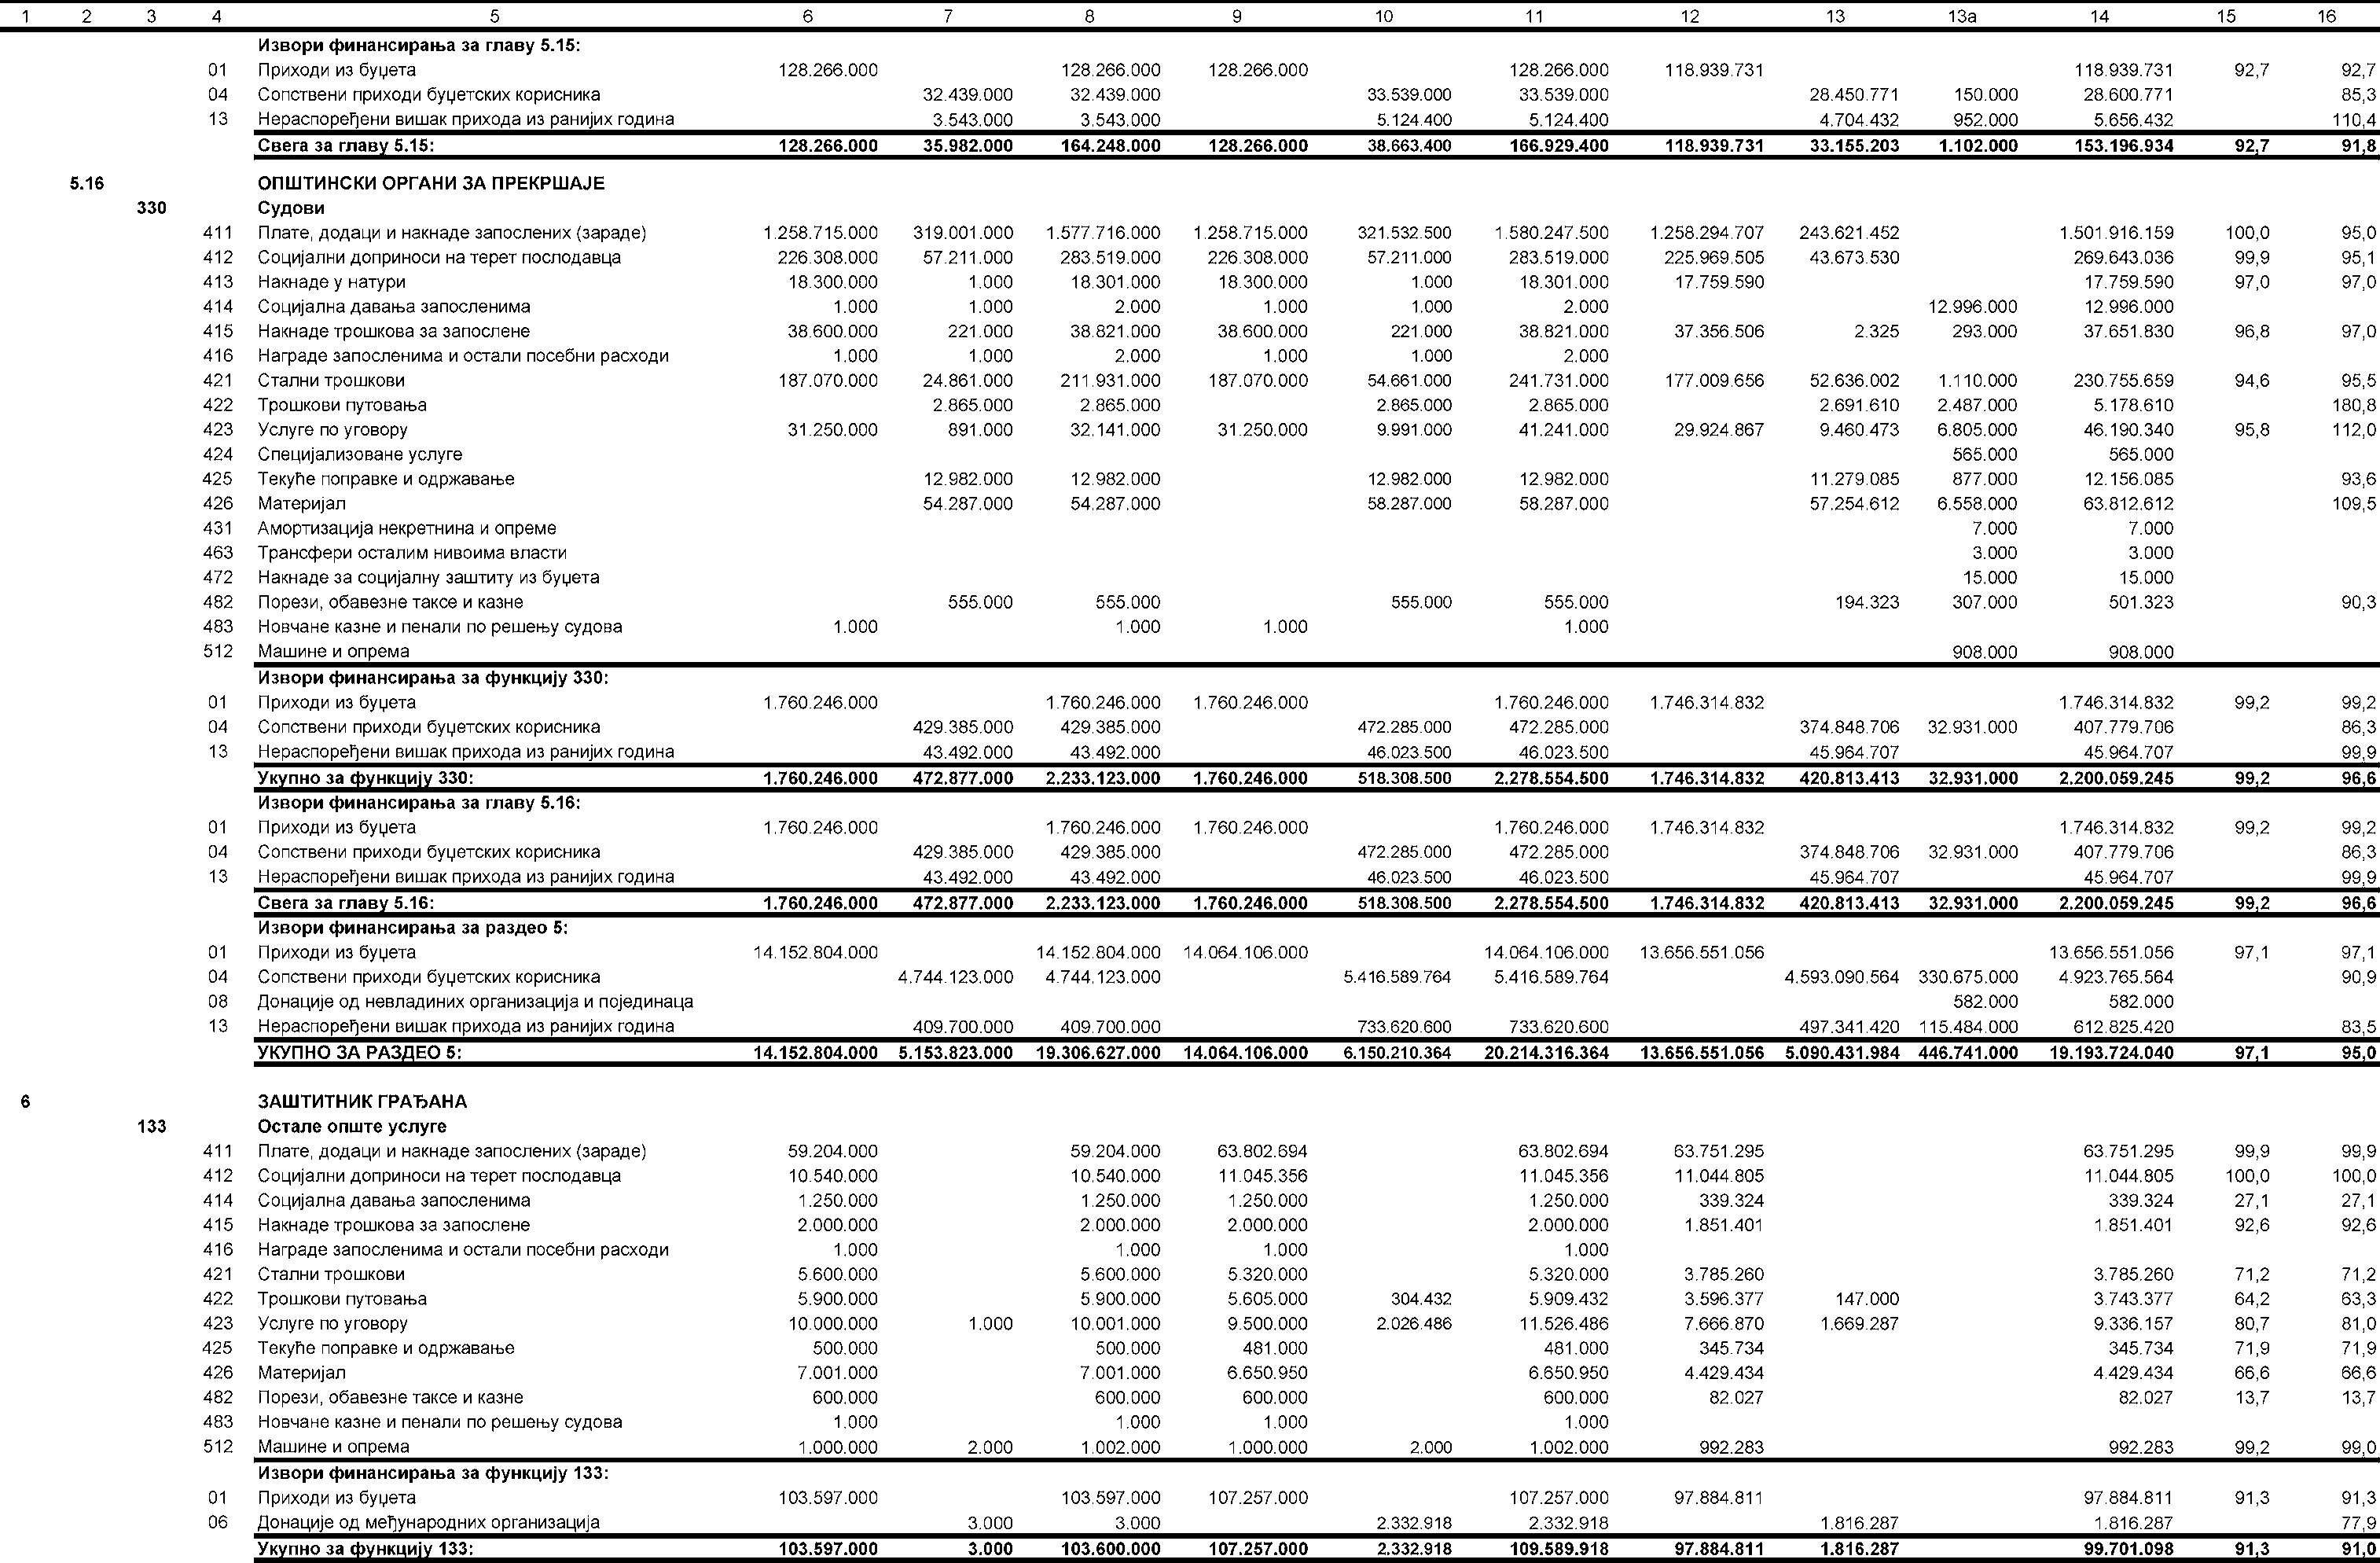 1 2 3 4 5 6 7 8 9 10 11 12 13 13а 14 15 16
Извори финансирања за главу 5.15:
01 Приходи из буџета 128.266.000 128.266.000 128.266.000 128.266.000 118.939.731 118.939.731 92,7 92,7
04 Сопствени приходи буџетских корисника 32.439.000 32.439.000 33.539.000 33.539.000 28.450.771 150.000 28.600.771 85,3
13 Нераспоређени вишак прихода из ранијих година 3.543.000 3.543.000 5.124.400 5.124.400 4.704.432 952.000 5.656.432 110,4
Свега за главу 5.15: 128.266.000 35.982.000 164.248.000 128.266.000 38.663.400 166.929.400 118.939.731 33.155.203 1.102.000 153.196.934 92,7 91,8
5.16 ОПШТИНСКИ ОРГАНИ ЗА ПРЕКРШАЈЕ
330 Судови
411 Плате, додаци и накнаде запослених (зараде) 1.258.715.000 319.001.000 1.577.716.000 1.258.715.000 321.532.500 1.580.247.500 1.258.294.707 243.621.452 1.501.916.159 100,0 95,0
412 Социјални доприноси на терет послодавца 226.308.000 57.211.000 283.519.000 226.308.000 57.211.000 283.519.000 225.969.505 43.673.530 269.643.036 99,9 95,1
413 Накнаде у натури 18.300.000 1.000 18.301.000 18.300.000 1.000 18.301.000 17.759.590 17.759.590 97,0 97,0
414 Социјална давања запосленима 1.000 1.000 2.000 1.000 1.000 2.000 12.996.000 12.996.000
415 Накнаде трошкова за запослене 38.600.000 221.000 38.821.000 38.600.000 221.000 38.821.000 37.356.506 2.325 293.000 37.651.830 96,8 97,0
416 Награде запосленима и остали посебни расходи 1.000 1.000 2.000 1.000 1.000 2.000
421 Стални трошкови 187.070.000 24.861.000 211.931.000 187.070.000 54.661.000 241.731.000 177.009.656 52.636.002 1.110.000 230.755.659 94,6 95,5
422 Трошкови путовања 2.865.000 2.865.000 2.865.000 2.865.000 2.691.610 2.487.000 5.178.610 180,8
423 Услуге по уговору 31.250.000 891.000 32.141.000 31.250.000 9.991.000 41.241.000 29.924.867 9.460.473 6.805.000 46.190.340 95,8 112,0
424 Специјализоване услуге 565.000 565.000
425 Текуће поправке и одржавање 12.982.000 12.982.000 12.982.000 12.982.000 11.279.085 877.000 12.156.085 93,6
426 Материјал 54.287.000 54.287.000 58.287.000 58.287.000 57.254.612 6.558.000 63.812.612 109,5
431 Амортизација некретнина и опреме 7.000 7.000
463 Трансфери осталим нивоима власти 3.000 3.000
472 Накнаде за социјалну заштиту из буџета 15.000 15.000
482 Порези, обавезне таксе и казне 555.000 555.000 555.000 555.000 194.323 307.000 501.323 90,3
483 Новчане казне и пенали по решењу судова 1.000 1.000 1.000 1.000
512 Машине и опрема 908.000 908.000
Извори финансирања за функцију 330:
01 Приходи из буџета 1.760.246.000 1.760.246.000 1.760.246.000 1.760.246.000 1.746.314.832 1.746.314.832 99,2 99,2
04 Сопствени приходи буџетских корисника 429.385.000 429.385.000 472.285.000 472.285.000 374.848.706 32.931.000 407.779.706 86,3
13 Нераспоређени вишак прихода из ранијих година 43.492.000 43.492.000 46.023.500 46.023.500 45.964.707 45.964.707 99,9
Укупно за функцију 330: 1.760.246.000 472.877.000 2.233.123.000 1.760.246.000 518.308.500 2.278.554.500 1.746.314.832 420.813.413 32.931.000 2.200.059.245 99,2 96,6
Извори финансирања за главу 5.16:
01 Приходи из буџета 1.760.246.000 1.760.246.000 1.760.246.000 1.760.246.000 1.746.314.832 1.746.314.832 99,2 99,2
04 Сопствени приходи буџетских корисника 429.385.000 429.385.000 472.285.000 472.285.000 374.848.706 32.931.000 407.779.706 86,3
13 Нераспоређени вишак прихода из ранијих година 43.492.000 43.492.000 46.023.500 46.023.500 45.964.707 45.964.707 99,9
Свега за главу 5.16: 1.760.246.000 472.877.000 2.233.123.000 1.760.246.000 518.308.500 2.278.554.500 1.746.314.832 420.813.413 32.931.000 2.200.059.245 99,2 96,6
Извори финансирања за раздео 5:
01 Приходи из буџета 14.152.804.000 14.152.804.000 14.064.106.000 14.064.106.000 13.656.551.056 13.656.551.056 97,1 97,1
04 Сопствени приходи буџетских корисника 4.744.123.000 4.744.123.000 5.416.589.764 5.416.589.764 4.593.090.564 330.675.000 4.923.765.564 90,9
08 Донације од невладиних организација и појединаца 582.000 582.000
13 Нераспоређени вишак прихода из ранијих година 409.700.000 409.700.000 733.620.600 733.620.600 497.341.420 115.484.000 612.825.420 83,5
УКУПНО ЗА РАЗДЕО 5: 14.152.804.000 5.153.823.000 19.306.627.000 14.064.106.000 6.150.210.364 20.214.316.364 13.656.551.056 5.090.431.984 446.741.000 19.193.724.040 97,1 95,0
6 ЗАШТИТНИК ГРАЂАНА
133 Остале опште услуге
411 Плате, додаци и накнаде запослених (зараде) 59.204.000 59.204.000 63.802.694 63.802.694 63.751.295 63.751.295 99,9 99,9
412 Социјални доприноси на терет послодавца 10.540.000 10.540.000 11.045.356 11.045.356 11.044.805 11.044.805 100,0 100,0
414 Социјална давања запосленима 1.250.000 1.250.000 1.250.000 1.250.000 339.324 339.324 27,1 27,1
415 Накнаде трошкова за запослене 2.000.000 2.000.000 2.000.000 2.000.000 1.851.401 1.851.401 92,6 92,6
416 Награде запосленима и остали посебни расходи 1.000 1.000 1.000 1.000
421 Стални трошкови 5.600.000 5.600.000 5.320.000 5.320.000 3.785.260 3.785.260 71,2 71,2
422 Трошкови путовања 5.900.000 5.900.000 5.605.000 304.432 5.909.432 3.596.377 147.000 3.743.377 64,2 63,3
423 Услуге по уговору 10.000.000 1.000 10.001.000 9.500.000 2.026.486 11.526.486 7.666.870 1.669.287 9.336.157 80,7 81,0
425 Текуће поправке и одржавање 500.000 500.000 481.000 481.000 345.734 345.734 71,9 71,9
426 Материјал 7.001.000 7.001.000 6.650.950 6.650.950 4.429.434 4.429.434 66,6 66,6
482 Порези, обавезне таксе и казне 600.000 600.000 600.000 600.000 82.027 82.027 13,7 13,7
483 Новчане казне и пенали по решењу судова 1.000 1.000 1.000 1.000
512 Машине и опрема 1.000.000 2.000 1.002.000 1.000.000 2.000 1.002.000 992.283 992.283 99,2 99,0
Извори финансирања за функцију 133:
01 Приходи из буџета 103.597.000 103.597.000 107.257.000 107.257.000 97.884.811 97.884.811 91,3 91,3
06 Донације од међународних организација 3.000 3.000 2.332.918 2.332.918 1.816.287 1.816.287 77,9
Укупно за функцију 133: 103.597.000 3.000 103.600.000 107.257.000 2.332.918 109.589.918 97.884.811 1.816.287 99.701.098 91,3 91,0